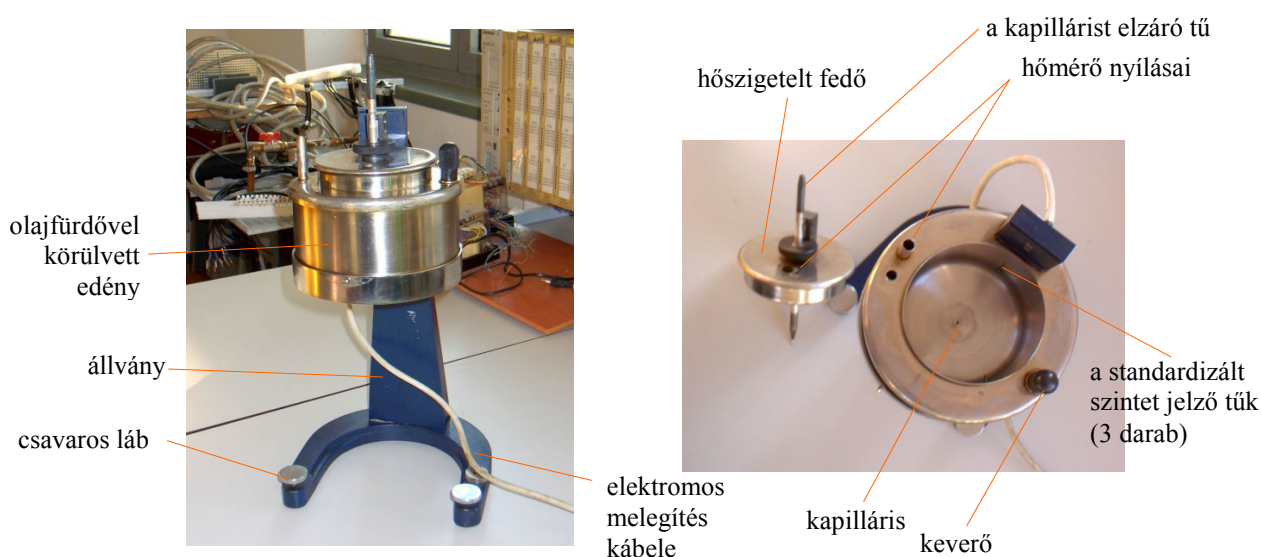 olajfürdővel
körülvett
edény
állvány
csavaros láb
elektromos
melegítés
kábele
a kapillárist elzáró tű
hőmérő nyílásai
hőszigetelt fedő
a standardizált
szintet jelző tűk
(3 darab)
kapilláris
keverő